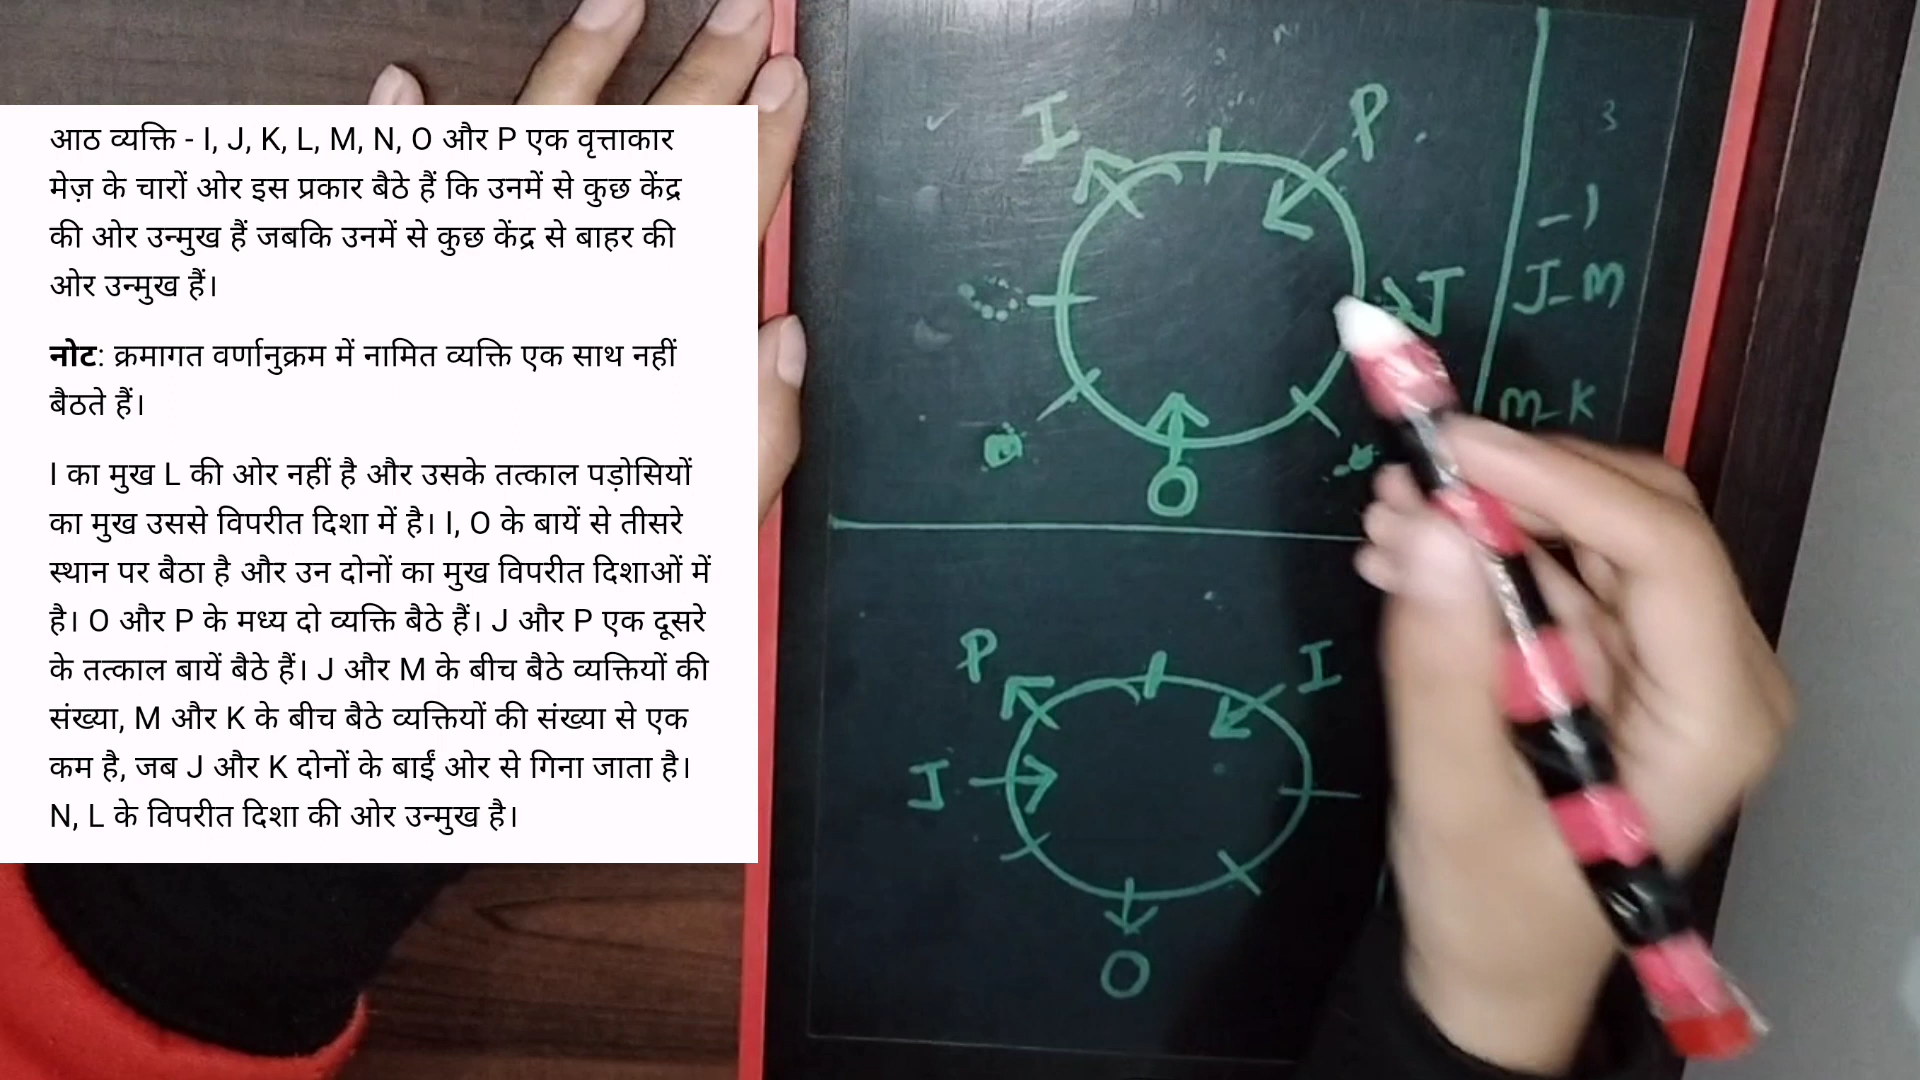 आठ व्यक्ति - I, J, K, L, M, N, O और P एक वृत्ताकार
मेज़ के चारों ओर इस प्रकार बैठे हैं कि उनमें से कुछ केंद्र
की ओर उन्मुख हैं जबकि उनमें से कुछ केंद्र से बाहर की
ओर उन्मुख हैं।
नोट: क्रमागत वर्णानुक्रम में नामित व्यक्ति एक साथ नहीं
बैठते हैं।
I का मुख L की ओर नहीं है और उसके तत्काल पड़ोसियों
का मुख उससे विपरीत दिशा में है। I, O के बायें से तीसरे
स्थान पर बैठा है और उन दोनों का मुख विपरीत दिशाओं में
है। O और P के मध्य दो व्यक्ति बैठे हैं। J और P एक दूसरे
के तत्काल बायें बैठे हैं। J और M के बीच बैठे व्यक्तियों की
संख्या, M और K के बीच बैठे व्यक्तियों की संख्या से एक
कम है, जब J और K दोनों के बाईं ओर से गिना जाता है।
N, L के विपरीत दिशा की ओर उन्मुख है।
I P
J
O
J-M
M-K
P I
J
O